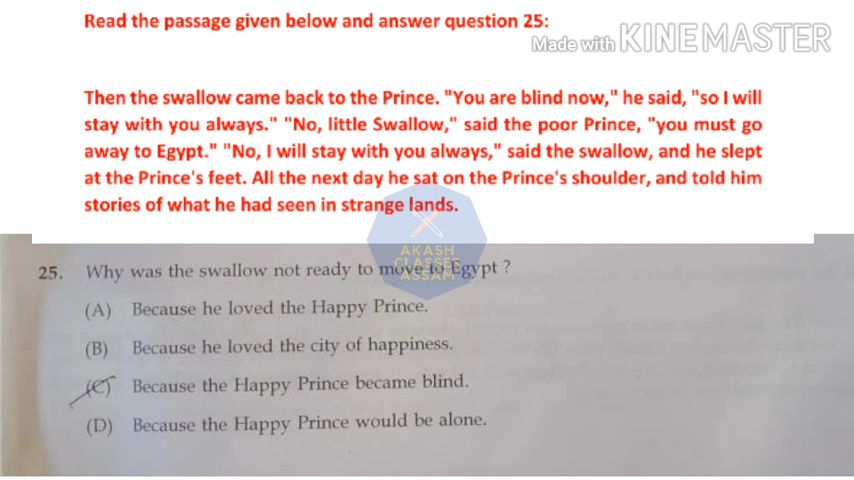 Read the passage given below and answer question 25:
Made with KINEMASTER
Then the swallow came back to the Prince. "You are blind now," he said, "so I will
stay with you always." "No, little Swallow," said the poor Prince, "you must go
away to Egypt." "No, I will stay with you always," said the swallow, and he slept
at the Prince's feet. All the next day he sat on the Prince's shoulder, and told him
stories of what he had seen in strange lands.
AKASH
CLASSES
ASSAM
25. Why was the swallow not ready to move to Egypt ?
(A) Because he loved the Happy Prince.
(B) Because he loved the city of happiness.
(C) Because the Happy Prince became blind.
(D) Because the Happy Prince would be alone.